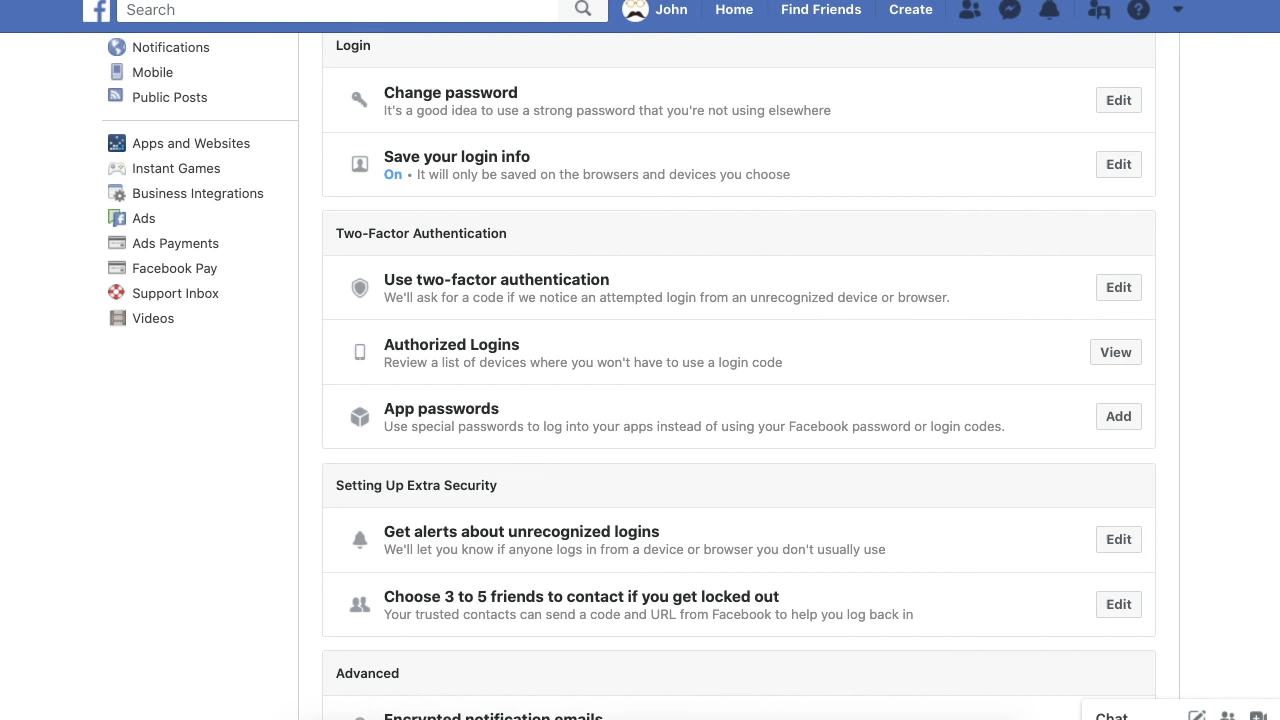 Search
John
Home
Find Friends
Create
Notifications
Mobile
Public Posts
Apps and Websites
Instant Games
Business Integrations
Ads
Ads Payments
Facebook Pay
Support Inbox
Videos
Login
Change password
It's a good idea to use a strong password that you're not using elsewhere
Edit
Save your login info
On • It will only be saved on the browsers and devices you choose
Edit
Two-Factor Authentication
Use two-factor authentication
We'll ask for a code if we notice an attempted login from an unrecognized device or browser.
Edit
Authorized Logins
Review a list of devices where you won't have to use a login code
View
App passwords
Use special passwords to log into your apps instead of using your Facebook password or login codes.
Add
Setting Up Extra Security
Get alerts about unrecognized logins
We'll let you know if anyone logs in from a device or browser you don't usually use
Edit
Choose 3 to 5 friends to contact if you get locked out
Your trusted contacts can send a code and URL from Facebook to help you log back in
Edit
Advanced
Encrypted notification emails
Chat